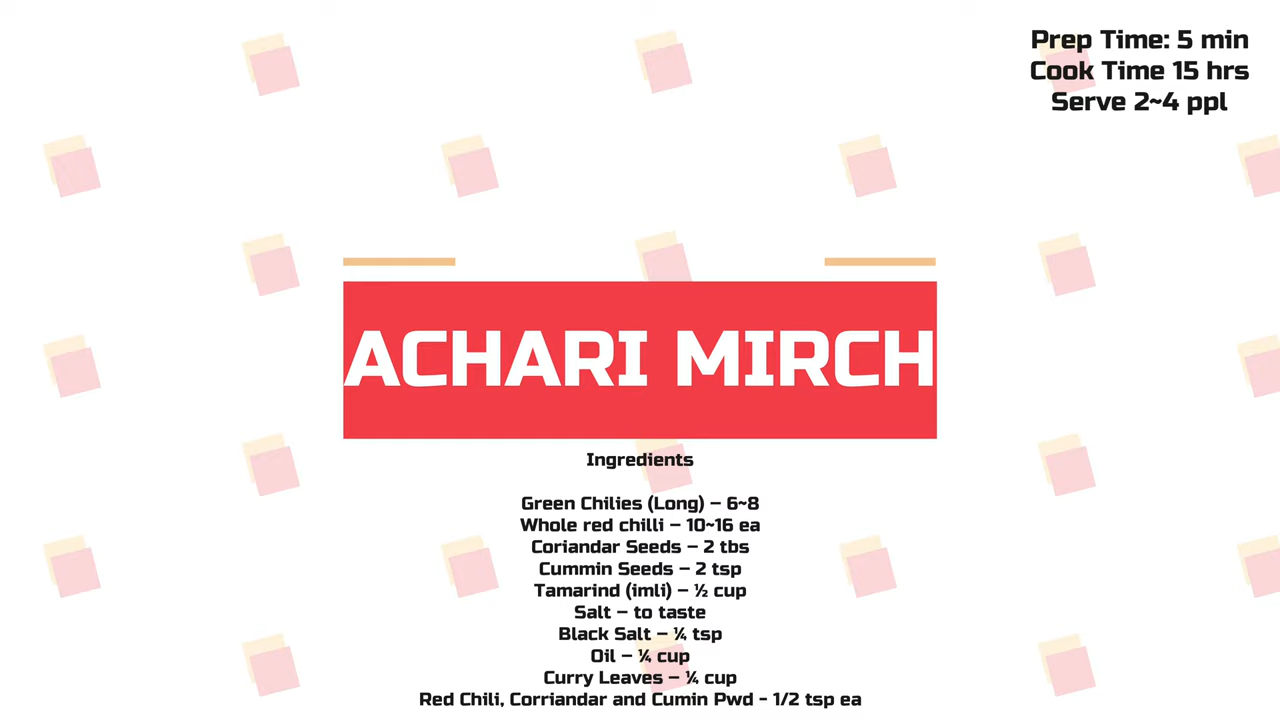 Prep Time: 5 min
Cook Time 15 hrs
Serve 2~4 ppl
ACHARI MIRCH
Ingredients
Green Chilies (Long) – 6~8
Whole red chilli – 10~16 ea
Coriandar Seeds – 2 tbs
Cummin Seeds – 2 tsp
Tamarind (imli) – ½ cup
Salt – to taste
Black Salt – ¼ tsp
Oil – ¼ cup
Curry Leaves – ¼ cup
Red Chili, Corriandar and Cumin Pwd - 1/2 tsp ea